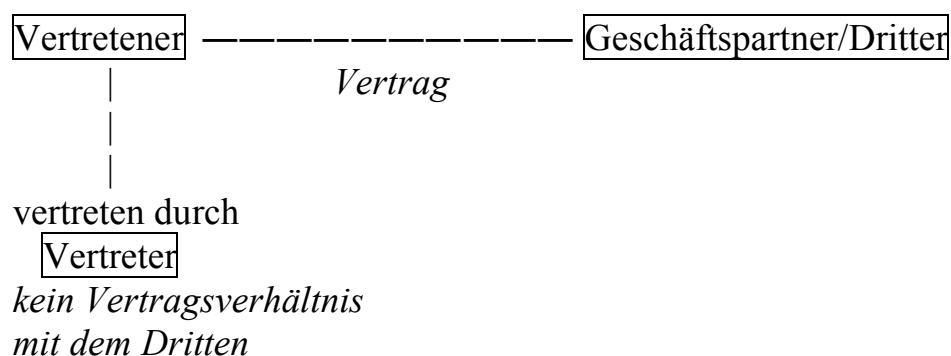 Vertretener — — — — — — — — — — Geschäftspartner/Dritter
Vertrag
vertreten durch
Vertreter
kein Vertragsverhältnis
mit dem Dritten